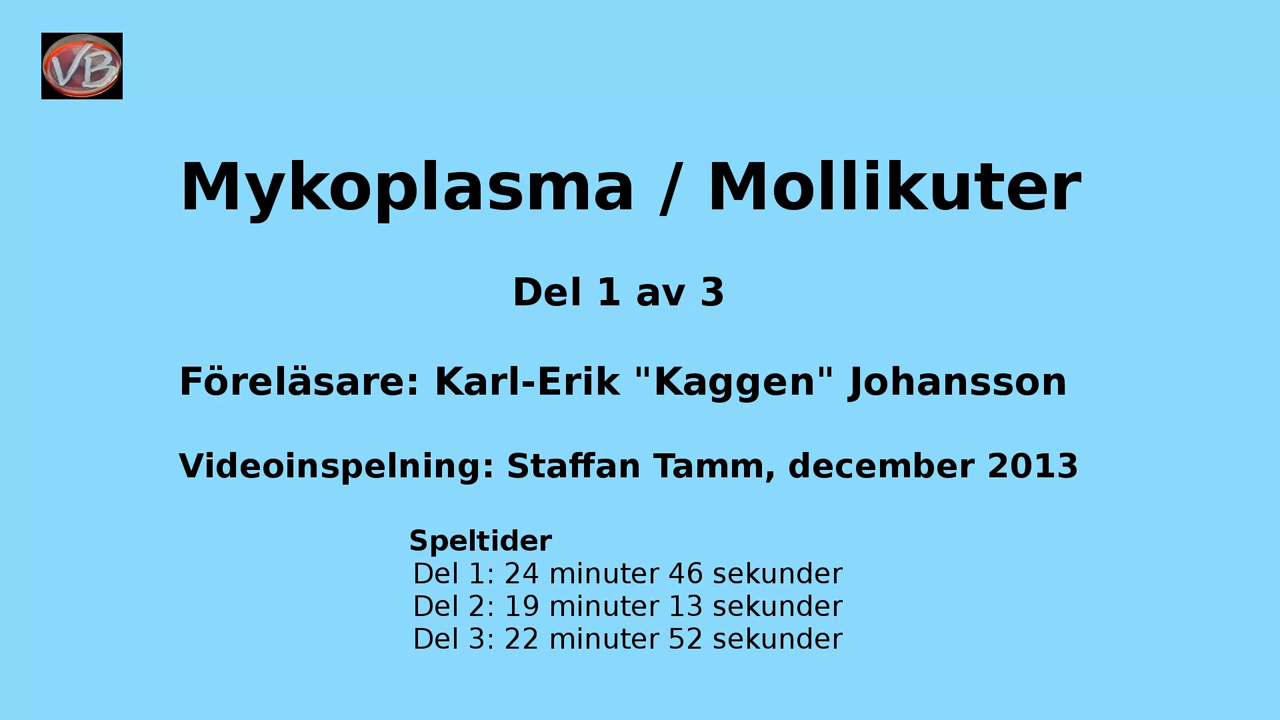 VB
Mykoplasma / Mollikuter
Del 1 av 3
Föreläsare: Karl-Erik "Kaggen" Johansson
Videoinspelning: Staffan Tamm, december 2013
Speltider
Del 1: 24 minuter 46 sekunder
Del 2: 19 minuter 13 sekunder
Del 3: 22 minuter 52 sekunder